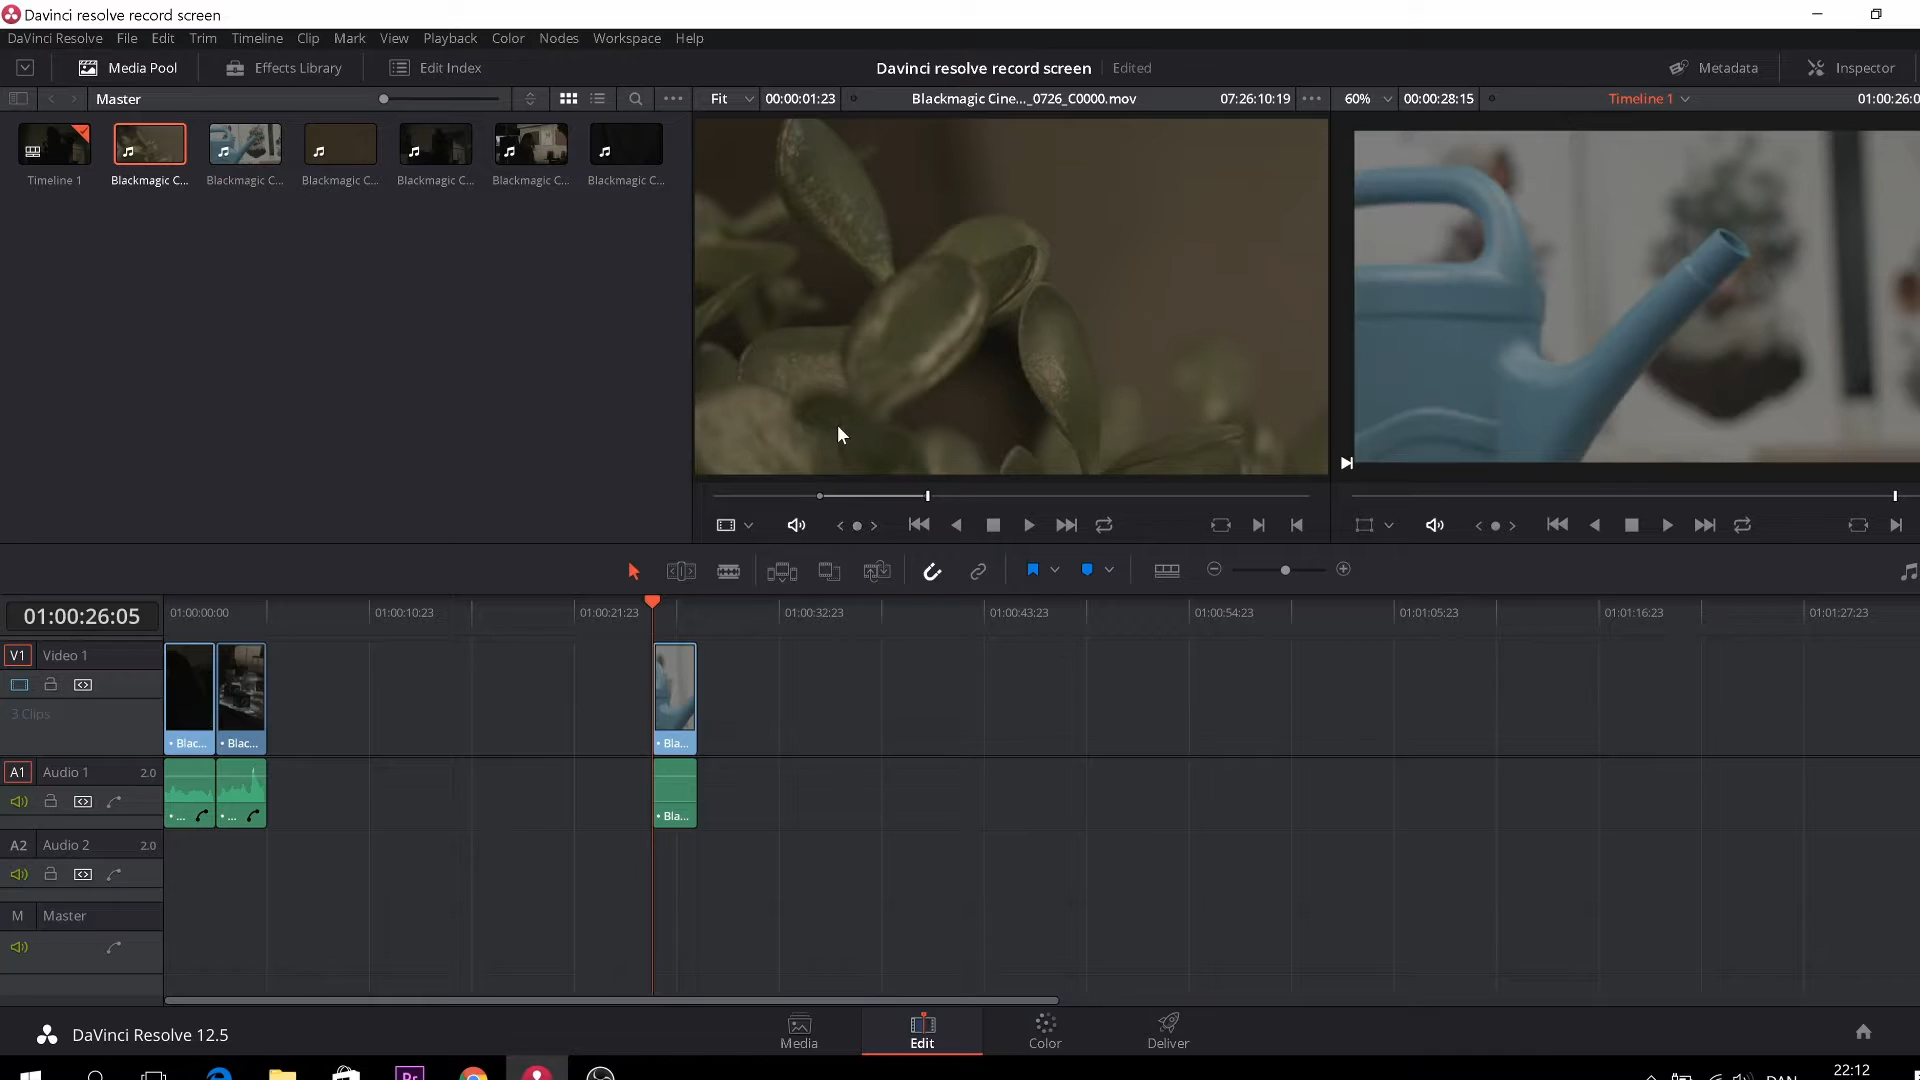 Davinci resolve record screen
DaVinci Resolve File Edit Trim Timeline Clip Mark View Playback Color Nodes Workspace Help
Media Pool Effects Library Edit Index Davinci resolve record screen Edited Metadata Inspector
Master Fit 00:00:01:23 Blackmagic Cine..._0726_C0000.mov 07:26:10:19 60% 00:00:28:15 Timeline 1 01:00:26:0
Timeline 1 Blackmagic C... Blackmagic C... Blackmagic C... Blackmagic C... Blackmagic C... Blackmagic C...
01:00:26:05 01:00:00:00 01:00:10:23 01:00:21:23 01:00:32:23 01:00:43:23 01:00:54:23 01:01:05:23 01:01:16:23 01:01:27:23
V1 Video 1
3 Clips
• Blac... • Blac... • Bla...
A1 Audio 1 2.0
• ... • ... • Bla...
A2 Audio 2 2.0
M Master
DaVinci Resolve 12.5 Media Edit Color Deliver
Pr DAN 22:12